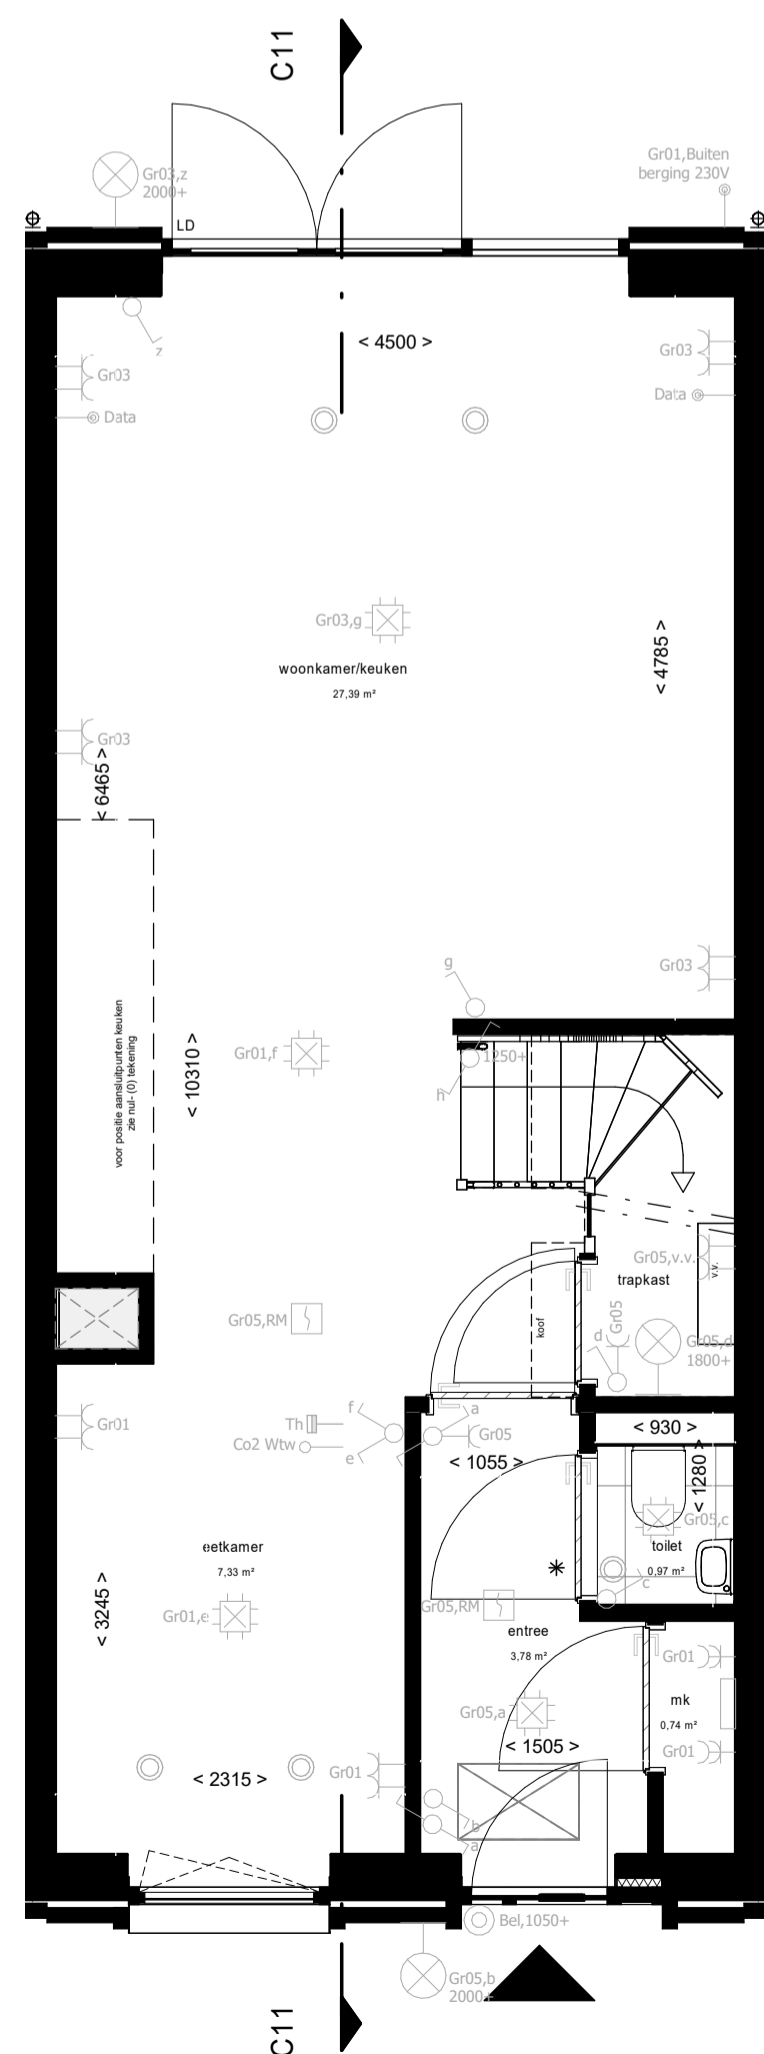 C11
Gr03,z
2000+
Gr01,Buiten
berging 230V
LD
z
< 4500 >
Gr03
Gr03
Data
Data
Gr03,g
woonkamer/keuken
27,39 m²
< 4785 >
Gr03
< 6465 >
g
Gr03
voor positie aansluitpunten keuken
zie nul- (0) tekening
< 10310 >
Gr01,f
1250+
h
Gr05,v.v.
v.v.
trapkast
koof
Gr05
d
Gr05,RM
Gr05,d
1800+
Gr01
Th
Co2 Wtw
f
e
a
Gr05
< 930 >
< 1055 >
< 1280 >
Gr05,c
toilet
0,97 m²
c
eetkamer
7,33 m²
< 3245 >
Gr01,e
Gr05,RM
entree
3,78 m²
Gr01
mk
0,74 m²
Gr05,a
Gr01
< 1505 >
Gr01
< 2315 >
b
a
Bel,1050+
Gr05,b
2000+
C11